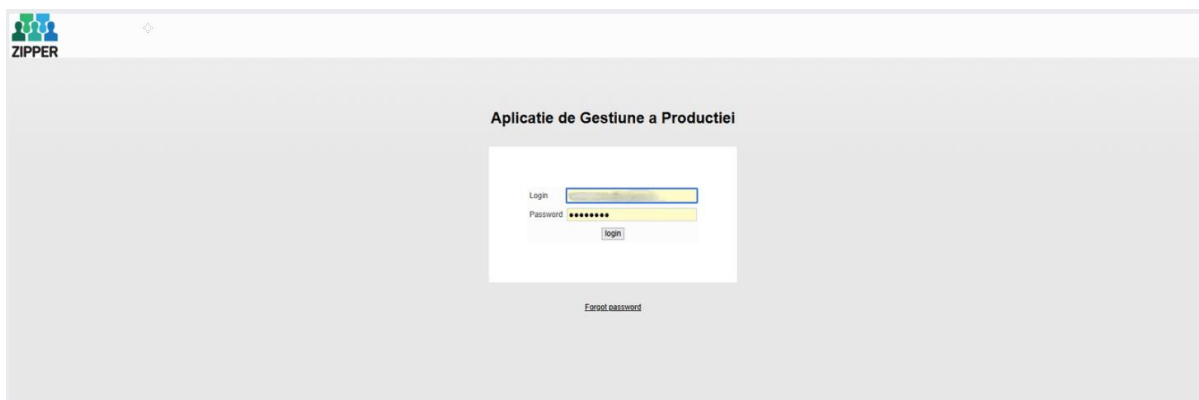 ZIPPER
Aplicatie de Gestiune a Productiei
Login
Password ••••••••
login
Forgot password